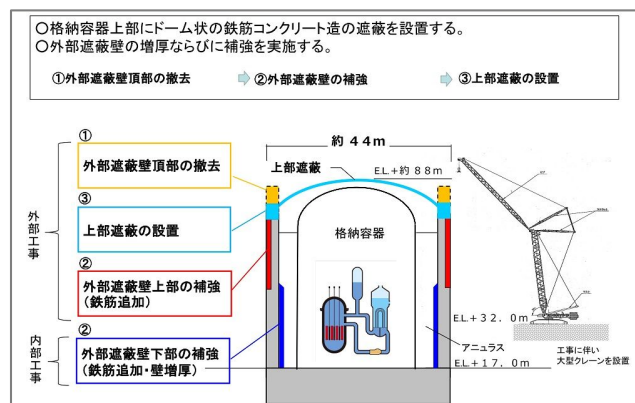 ○格納容器上部にドーム状の鉄筋コンクリート造の遮蔽を設置する。
○外部遮蔽壁の増厚ならびに補強を実施する。
①外部遮蔽壁頂部の撤去
②外部遮蔽壁の補強
③上部遮蔽の設置
①
外部遮蔽壁頂部の撤去
③
上部遮蔽の設置
②
外部遮蔽壁上部の補強
(鉄筋追加)
②
外部遮蔽壁下部の補強
(鉄筋追加・壁増厚)
外部工事
内部工事
約44m
上部遮蔽
E.L.+約88m
格納容器
E.L.+32.0m
アニュラス
E.L.+17.0m
工事に伴い
大型クレーンを設置